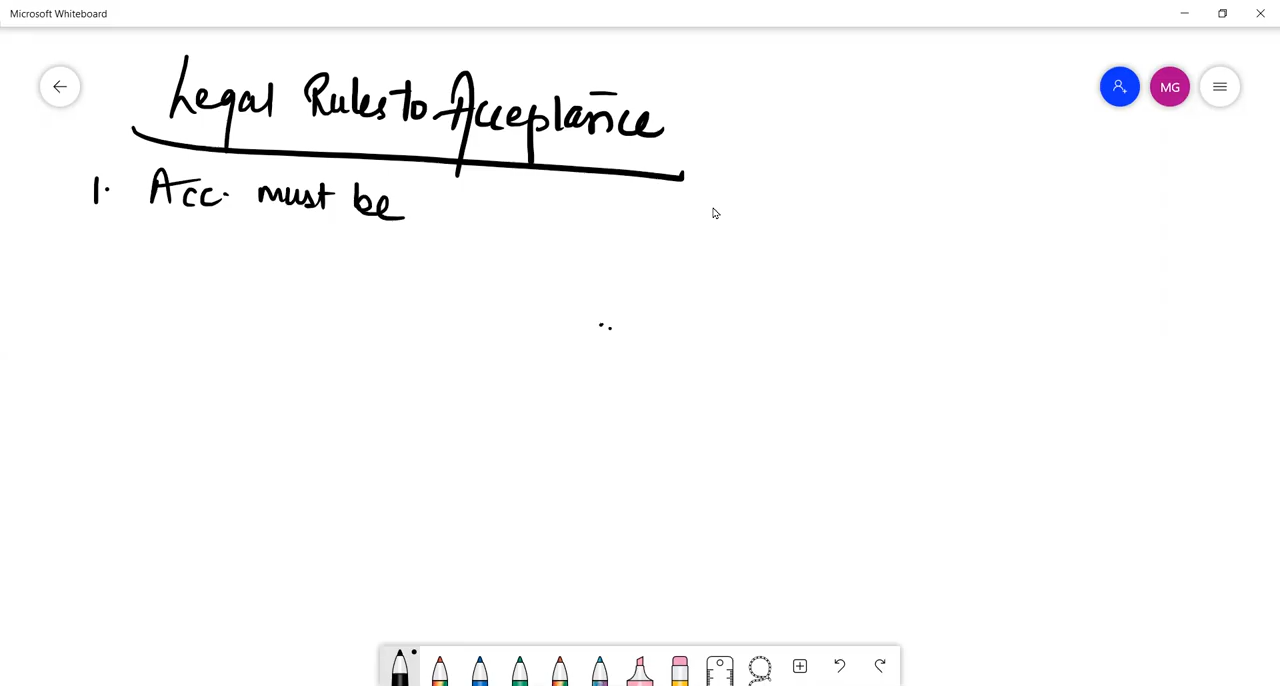 Microsoft Whiteboard
Legal Rules to Acceptance
MG
1. Acc. must be